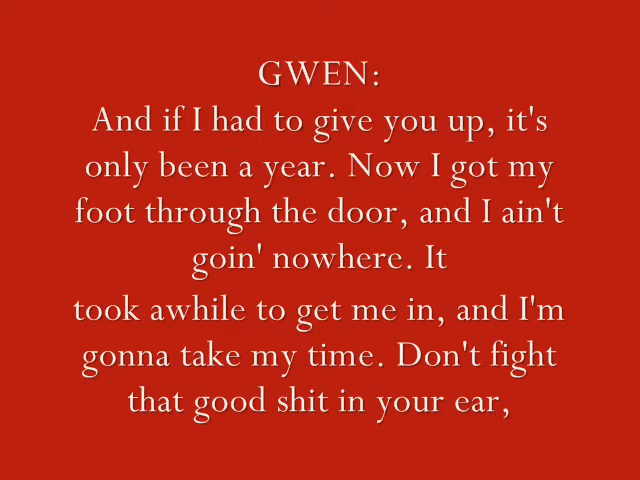 GWEN:
And if I had to give you up, it's
only been a year. Now I got my
foot through the door, and I ain't
goin' nowhere. It
took awhile to get me in, and I'm
gonna take my time. Don't fight
that good shit in your ear,